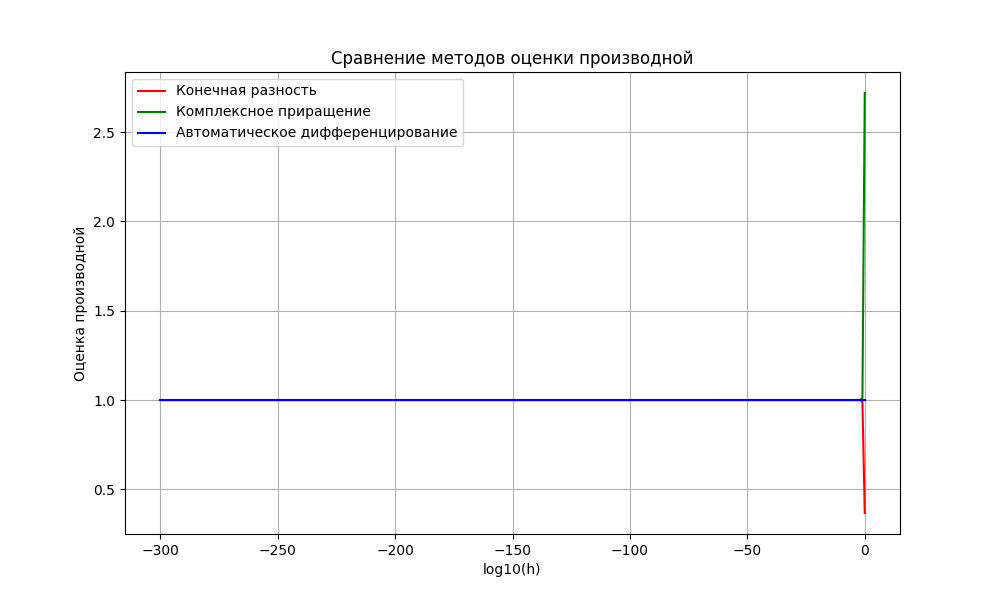 Сравнение методов оценки производной
Конечная разность
Комплексное приращение
Автоматическое дифференцирование
Оценка производной
2.5
2.0
1.5
1.0
0.5
−300
−250
−200
−150
−100
−50
0
log10(h)